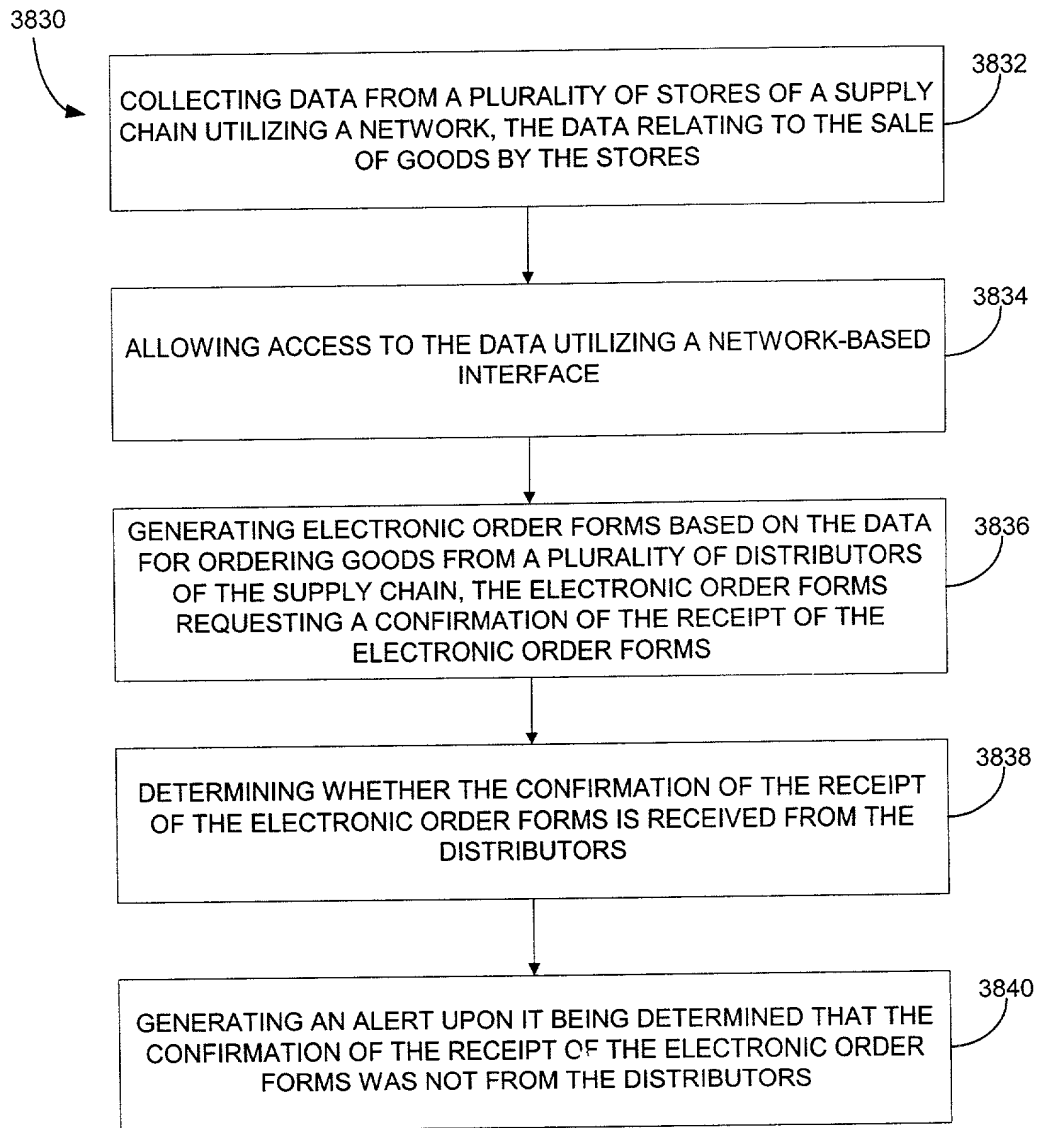 3830
3832
COLLECTING DATA FROM A PLURALITY OF STORES OF A SUPPLY
CHAIN UTILIZING A NETWORK, THE DATA RELATING TO THE SALE
OF GOODS BY THE STORES
3834
ALLOWING ACCESS TO THE DATA UTILIZING A NETWORK-BASED
INTERFACE
3836
GENERATING ELECTRONIC ORDER FORMS BASED ON THE DATA
FOR ORDERING GOODS FROM A PLURALITY OF DISTRIBUTORS
OF THE SUPPLY CHAIN, THE ELECTRONIC ORDER FORMS
REQUESTING A CONFIRMATION OF THE RECEIPT OF THE
ELECTRONIC ORDER FORMS
3838
DETERMINING WHETHER THE CONFIRMATION OF THE RECEIPT
OF THE ELECTRONIC ORDER FORMS IS RECEIVED FROM THE
DISTRIBUTORS
3840
GENERATING AN ALERT UPON IT BEING DETERMINED THAT THE
CONFIRMATION OF THE RECEIPT OF THE ELECTRONIC ORDER
FORMS WAS NOT FROM THE DISTRIBUTORS